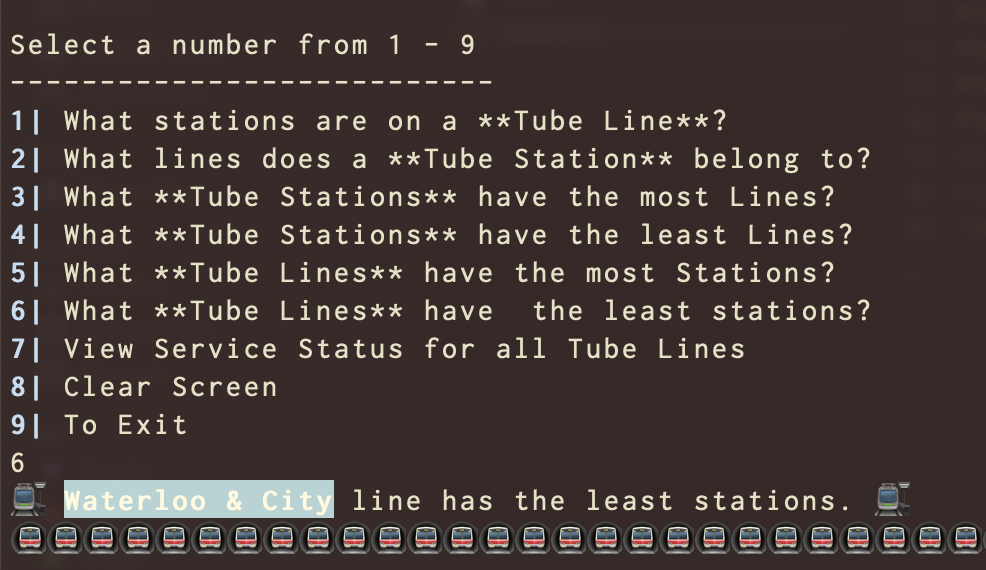 Select a number from 1 - 9
---------------------------
1| What stations are on a **Tube Line**?
2| What lines does a **Tube Station** belong to?
3| What **Tube Stations** have the most Lines?
4| What **Tube Stations** have the least Lines?
5| What **Tube Lines** have the most Stations?
6| What **Tube Lines** have  the least stations?
7| View Service Status for all Tube Lines
8| Clear Screen
9| To Exit
6
Waterloo & City line has the least stations.